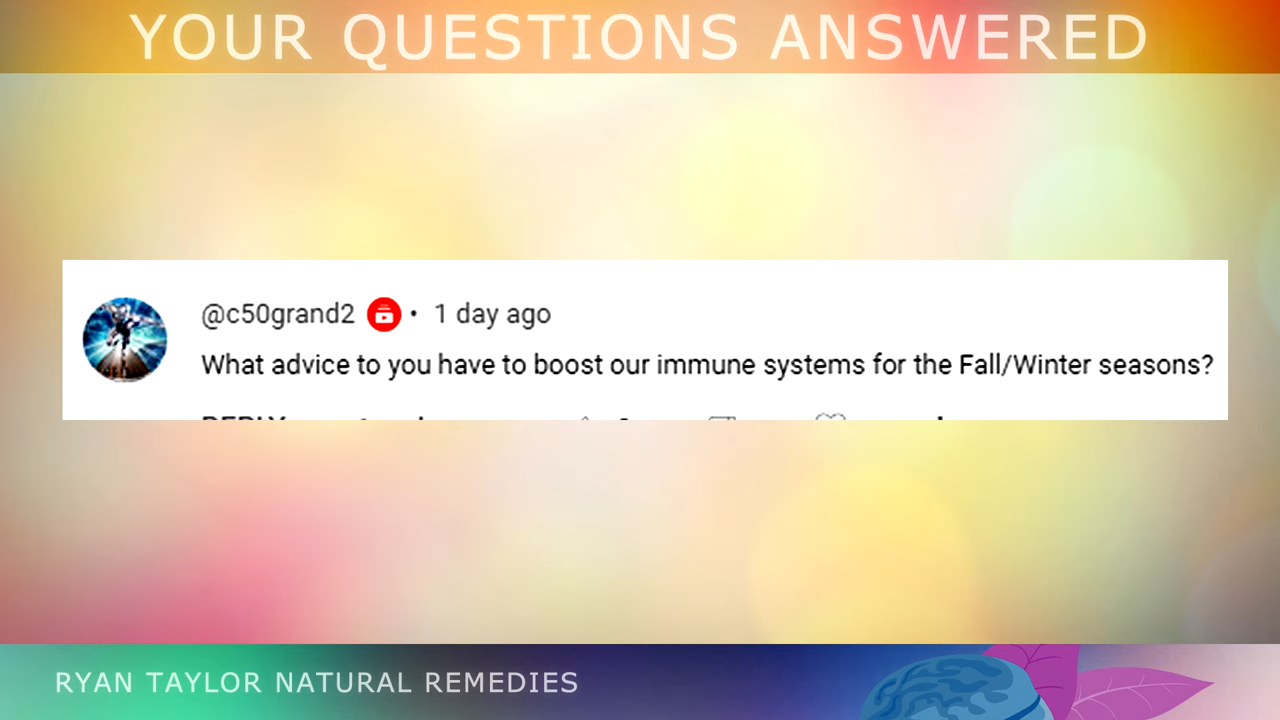 YOUR QUESTIONS ANSWERED
@c50grand2 • 1 day ago
What advice to you have to boost our immune systems for the Fall/Winter seasons?
RYAN TAYLOR NATURAL REMEDIES